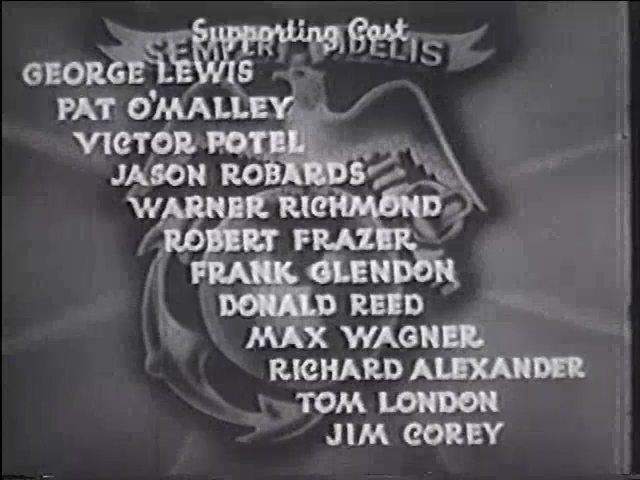 Supporting Cast
SEMPER FIDELIS
GEORGE LEWIS
PAT O'MALLEY
VICTOR POTEL
JASON ROBARDS
WARNER RICHMOND
ROBERT FRAZER
FRANK GLENDON
DONALD REED
MAX WAGNER
RICHARD ALEXANDER
TOM LONDON
JIM COREY